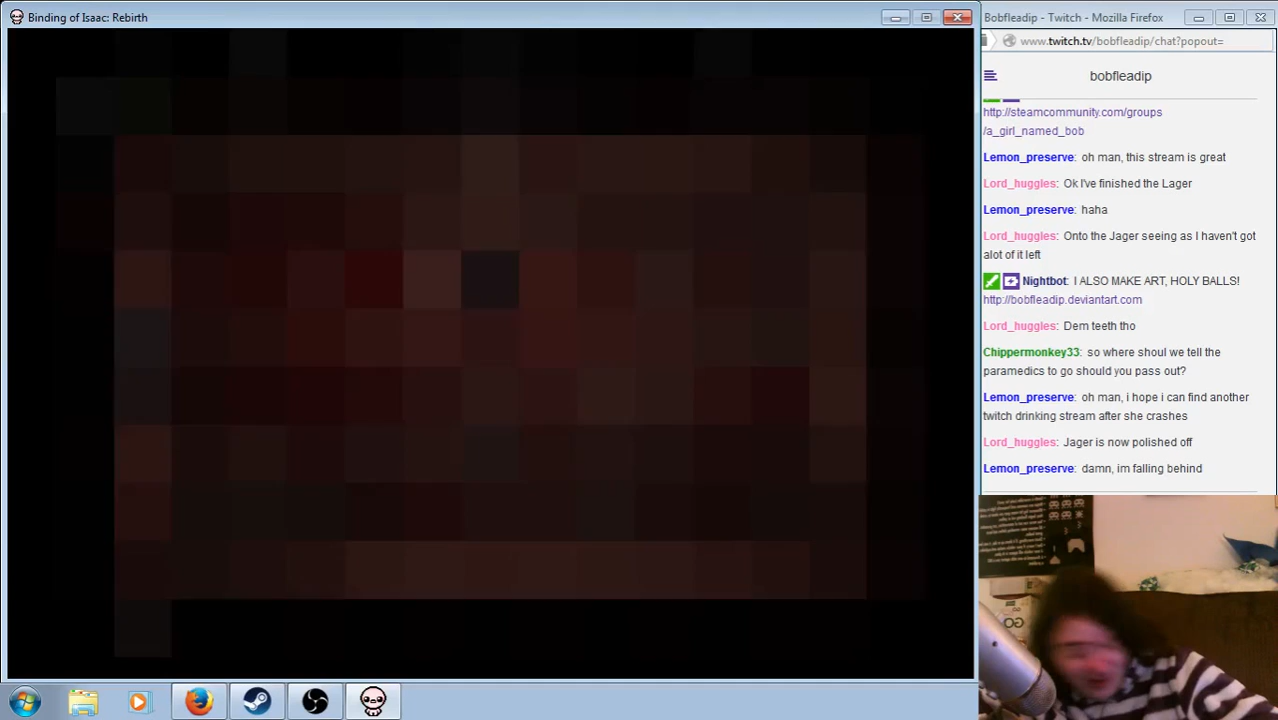 Binding of Isaac: Rebirth
Bobfleadip - Twitch - Mozilla Firefox
www.twitch.tv/bobfleadip/chat?popout=
bobfleadip
http://steamcommunity.com/groups
/a_girl_named_bob
Lemon_preserve: oh man, this stream is great
Lord_huggles: Ok I've finished the Lager
Lemon_preserve: haha
Lord_huggles: Onto the Jager seeing as I haven't got
alot of it left
Nightbot: I ALSO MAKE ART, HOLY BALLS!
http://bobfleadip.deviantart.com
Lord_huggles: Dem teeth tho
Chippermonkey33: so where shoul we tell the
paramedics to go should you pass out?
Lemon_preserve: oh man, i hope i can find another
twitch drinking stream after she crashes
Lord_huggles: Jager is now polished off
Lemon_preserve: damn, im falling behind